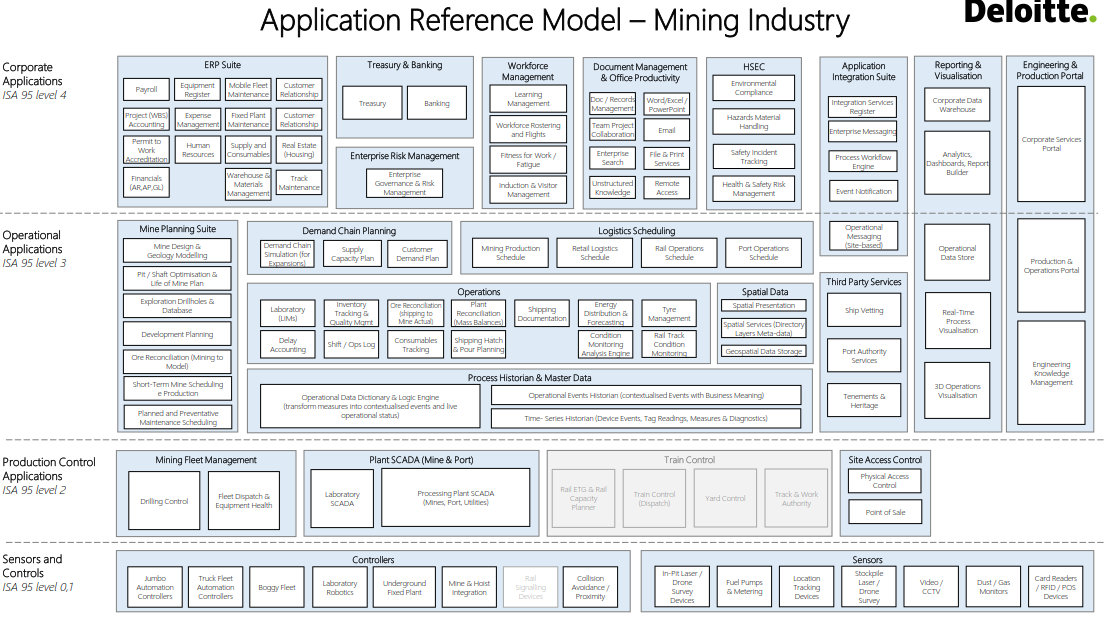 Application Reference Model – Mining Industry
Deloitte.
Corporate
Applications
ISA 95 level 4
ERP Suite
Payroll
Equipment
Register
Mobile Fleet
Maintenance
Customer
Relationship
Project (WBS)
Accounting
Expense
Management
Fixed Plant
Maintenance
Customer
Relationship
Permit to
Work
Accreditation
Human
Resources
Supply and
Consumables
Real Estate
(Housing)
Financials
(AR,AP,GL)
Warehouse &
Materials
Management
Track
Maintenance
Treasury & Banking
Treasury
Banking
Enterprise Risk Management
Enterprise
Governance & Risk
Management
Workforce
Management
Learning
Management
Workforce Rostering
and Flights
Fitness for Work /
Fatigue
Induction & Visitor
Management
Document Management
& Office Productivity
Doc / Records
Management
Word/Excel /
PowerPoint
Team Project
Collaboration
Email
Enterprise
Search
File & Print
Services
Unstructured
Knowledge
Remote
Access
HSEC
Environmental
Compliance
Hazards Material
Handling
Safety Incident
Tracking
Health & Safety Risk
Management
Application
Integration Suite
Integration Services
Register
Enterprise Messaging
Process Workflow
Engine
Event Notification
Operational
Messaging
(Site-based)
Reporting &
Visualisation
Corporate Data
Warehouse
Analytics,
Dashboards, Report
Builder
Operational
Data Store
Real-Time
Process
Visualisation
3D Operations
Visualisation
Engineering &
Production Portal
Corporate Services
Portal
Production &
Operations Portal
Engineering
Knowledge
Management
Operational
Applications
ISA 95 level 3
Mine Planning Suite
Mine Design &
Geology Modelling
Pit / Shaft Optimisation &
Life of Mine Plan
Exploration Drillholes &
Database
Development Planning
Ore Reconciliation (Mining to
Model)
Short-Term Mine Scheduling
e Production
Planned and Preventative
Maintenance Scheduling
Demand Chain Planning
Demand Chain
Simulation (for
Expansions)
Supply
Capacity Plan
Customer
Demand Plan
Logistics Scheduling
Mining Production
Schedule
Retail Logistics
Schedule
Rail Operations
Schedule
Port Operations
Schedule
Operations
Laboratory
(LIMs)
Inventory
Tracking &
Quality Mgmt
Ore Reconciliation
(shipping to
Mine Actual)
Plant
Reconciliation
(Mass Balances)
Shipping
Documentation
Energy
Distribution &
Forecasting
Tyre
Management
Delay
Accounting
Shift / Ops Log
Consumables
Tracking
Shipping Hatch
& Pour Planning
Condition
Monitoring
Analysis Engine
Rail Track
Condition
Monitoring
Spatial Data
Spatial Presentation
Spatial Services (Directory
Layers Meta-data)
Geospatial Data Storage
Third Party Services
Ship Vetting
Port Authority
Services
Tenements &
Heritage
Process Historian & Master Data
Operational Data Dictionary & Logic Engine
(transform measures into contextualised events and live
operational status)
Operational Events Historian (contextualised Events with Business Meaning)
Time- Series Historian (Device Events, Tag Readings, Measures & Diagnostics)
Production Control
Applications
ISA 95 level 2
Mining Fleet Management
Drilling Control
Fleet Dispatch &
Equipment Health
Plant SCADA (Mine & Port)
Laboratory
SCADA
Processing Plant SCADA
(Mines, Port, Utilities)
Train Control
Rail ETG & Rail
Capacity
Planner
Train Control
(Dispatch)
Yard Control
Track & Work
Authority
Site Access Control
Physical Access
Control
Point of Sale
Sensors and
Controls
ISA 95 level 0,1
Controllers
Jumbo
Automation
Controllers
Truck Fleet
Automation
Controllers
Boggy Fleet
Laboratory
Robotics
Underground
Fixed Plant
Mine & Hoist
Integration
Rail
Signalling
Devices
Collision
Avoidance /
Proximity
Sensors
In-Pit Laser /
Drone
Survey
Devices
Fuel Pumps
& Metering
Location
Tracking
Devices
Stockpile
Laser /
Drone
Survey
Video /
CCTV
Dust / Gas
Monitors
Card Readers
/ RFID / POS
Devices